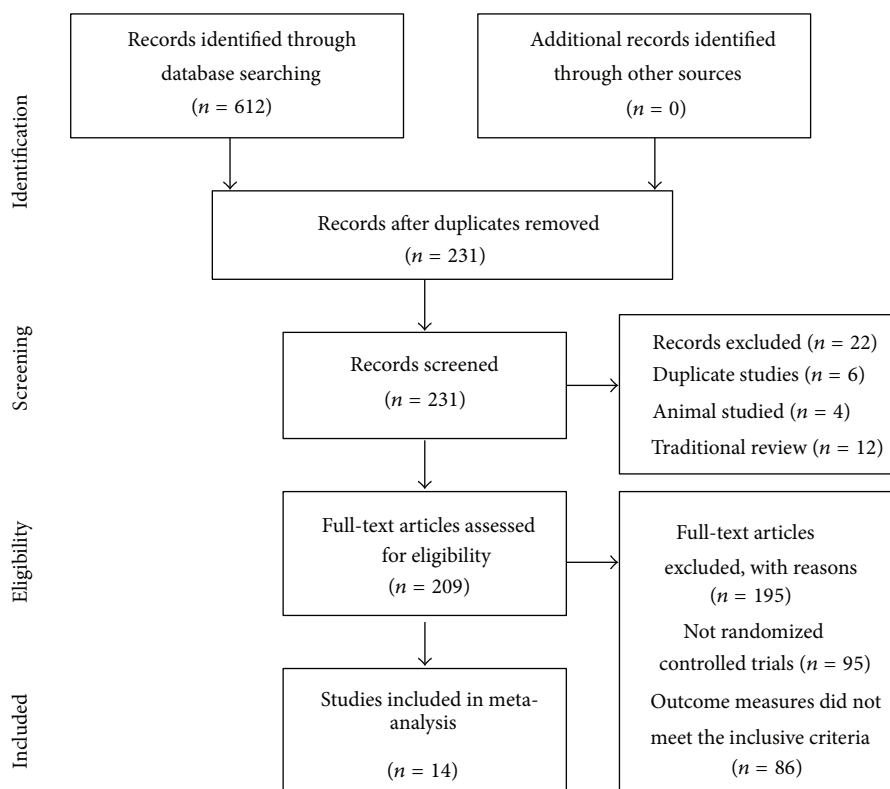 Identification
Records identified through
database searching
(n = 612)
Additional records identified
through other sources
(n = 0)
Records after duplicates removed
(n = 231)
Screening
Records screened
(n = 231)
Records excluded (n = 22)
Duplicate studies (n = 6)
Animal studied (n = 4)
Traditional review (n = 12)
Eligibility
Full-text articles assessed
for eligibility
(n = 209)
Full-text articles
excluded, with reasons
(n = 195)
Not randomized
controlled trials (n = 95)
Outcome measures did not
meet the inclusive criteria
(n = 86)
Included
Studies included in meta-
analysis
(n = 14)